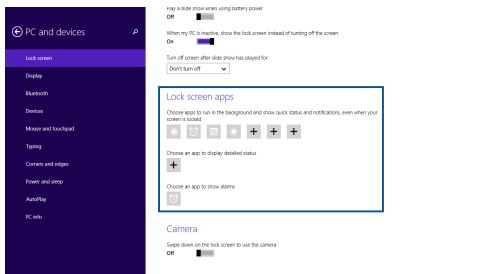 PC and devices
Lock screen
Display
Bluetooth
Devices
Mouse and touchpad
Typing
Corners and edges
Power and sleep
AutoPlay
PC info
Play a slide show when using battery power
Off
When my PC is inactive, show the lock screen instead of turning off the screen
On
Turn off screen after slide show has played for
Don't turn off
Lock screen apps
Choose apps to run in the background and show quick status and notifications, even when your
screen is locked
Choose an app to display detailed status
Choose an app to show alarms
Camera
Swipe down on the lock screen to use the camera
Off